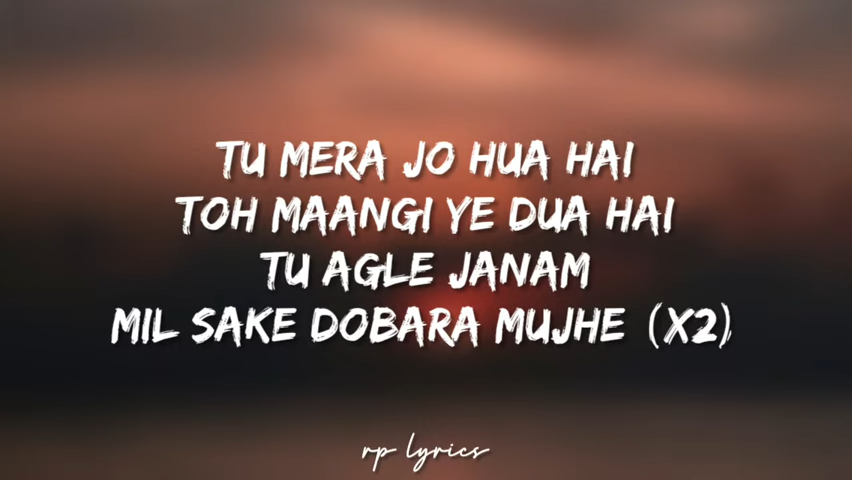 TU MERA JO HUA HAI
TOH MAANGI YE DUA HAI
TU AGLE JANAM
MIL SAKE DOBARA MUJHE (X2)
rp lyrics